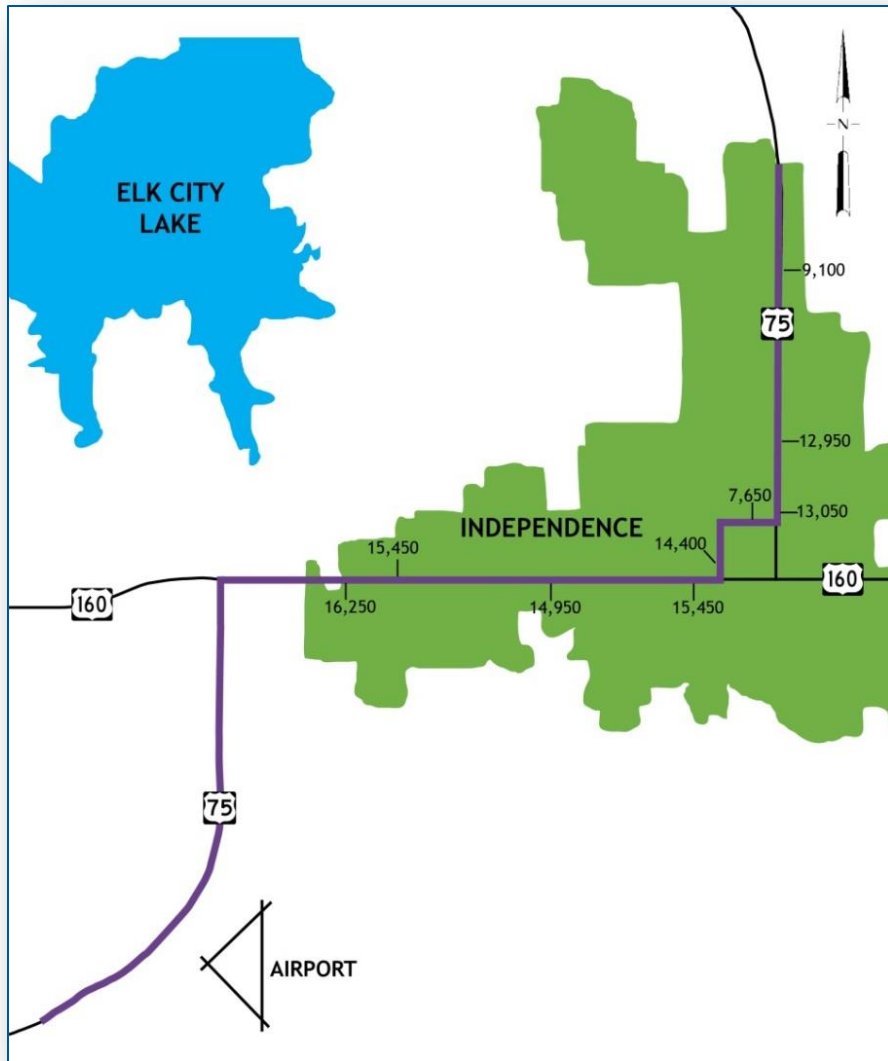 N
ELK CITY
LAKE
9,100
75
12,950
7,650
13,050
INDEPENDENCE
15,450
14,400
160
160
16,250
14,950
15,450
75
AIRPORT